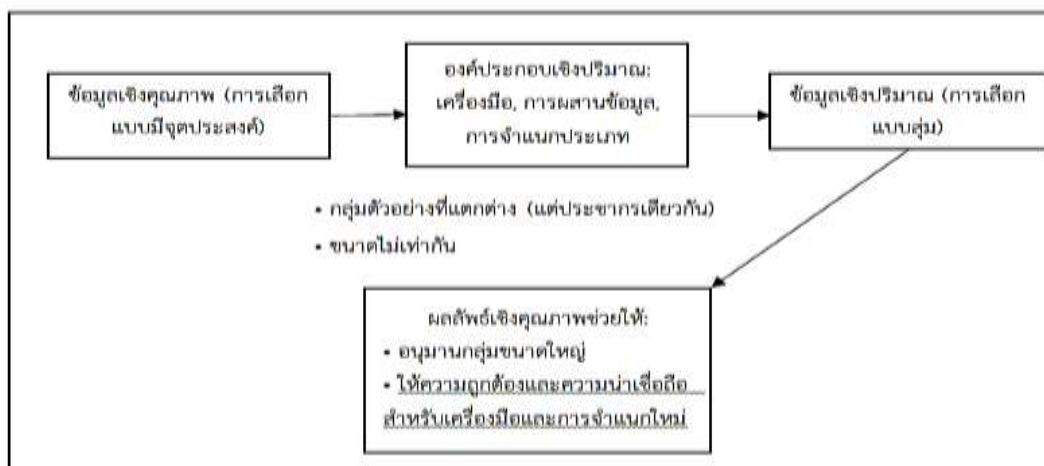 ข้อมูลเชิงคุณภาพ (การเลือก
แบบมีจุดประสงค์)
องค์ประกอบเชิงปริมาณ:
เครื่องมือ, การผสานข้อมูล,
การจำแนกประเภท
ข้อมูลเชิงปริมาณ (การเลือก
แบบสุ่ม)
• กลุ่มตัวอย่างที่แตกต่าง (แต่ประชากรเดียวกัน)
• ขนาดไม่เท่ากัน
ผลลัพธ์เชิงคุณภาพช่วยให้:
• อนุมานกลุ่มขนาดใหญ่
• ให้ความถูกต้องและความน่าเชื่อถือ
สำหรับเครื่องมือและการจำแนกใหม่